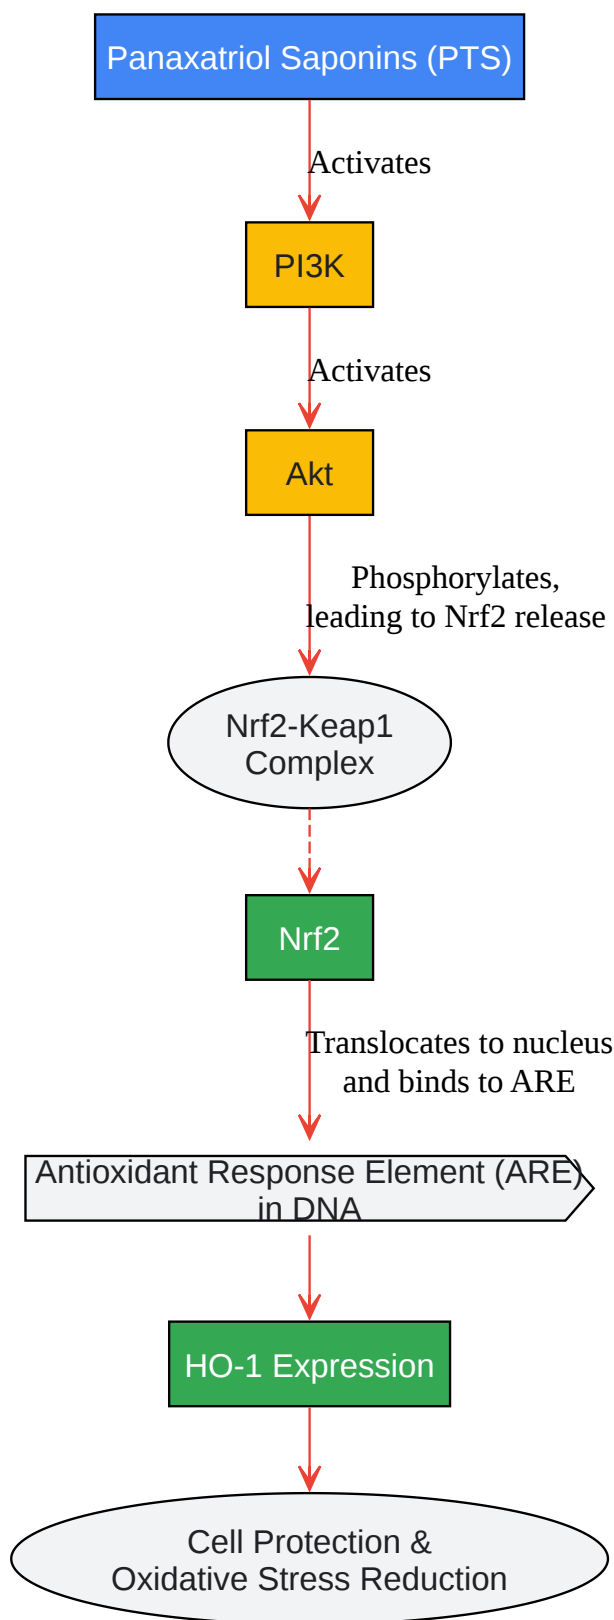 Panaxatriol Saponins (PTS)
Activates
PI3K
Activates
Akt
Phosphorylates,
leading to Nrf2 release
Nrf2-Keap1
Complex
Nrf2
Translocates to nucleus
and binds to ARE
Antioxidant Response Element (ARE)
in DNA
HO-1 Expression
Cell Protection &
Oxidative Stress Reduction